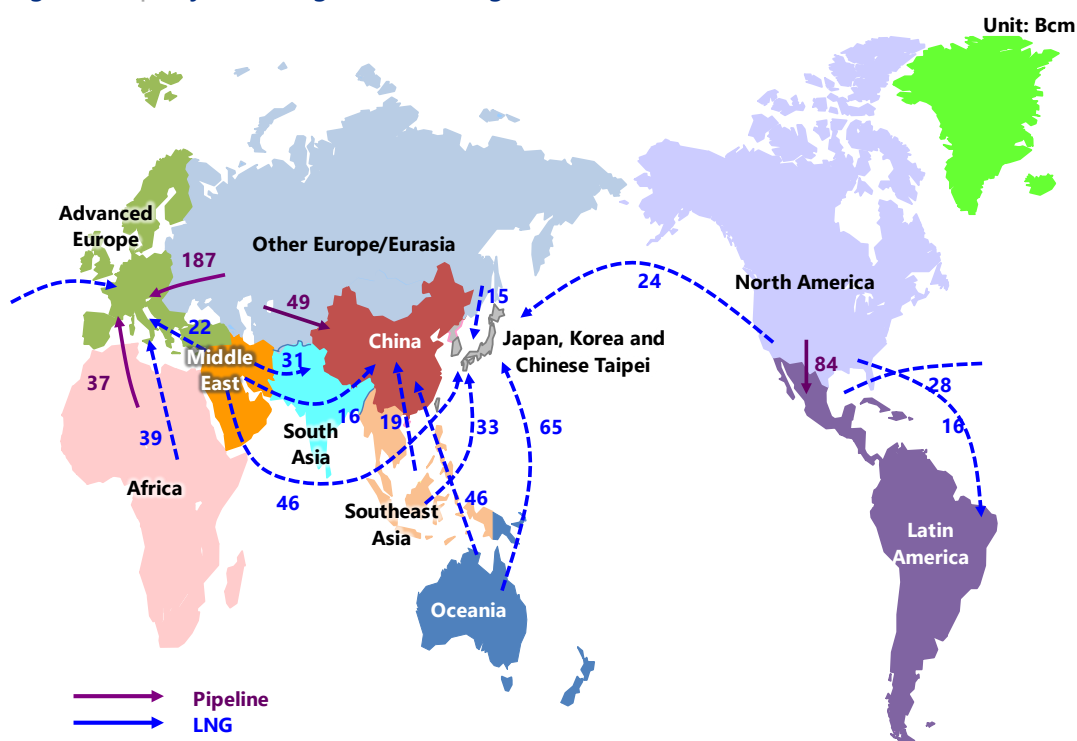 Unit: Bcm
Advanced
Europe
187
Other Europe/Eurasia
24
North America
49
15
22
China
Japan, Korea and
Chinese Taipei
Middle
East
31
37
84
28
16
19
33
65
16
South
Asia
39
Africa
46
46
Southeast
Asia
Latin
America
Oceania
Pipeline
LNG